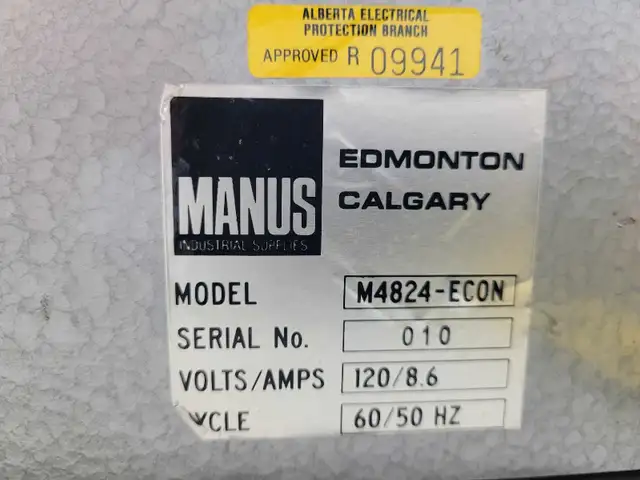 ALBERTA ELECTRICAL
PROTECTION BRANCH
APPROVED R 09941
MANUS
INDUSTRIAL SUPPLIES
EDMONTON
CALGARY
MODEL M4824-ECON
SERIAL No. 010
VOLTS/AMPS 120/8.6
CYCLE 60/50 HZ